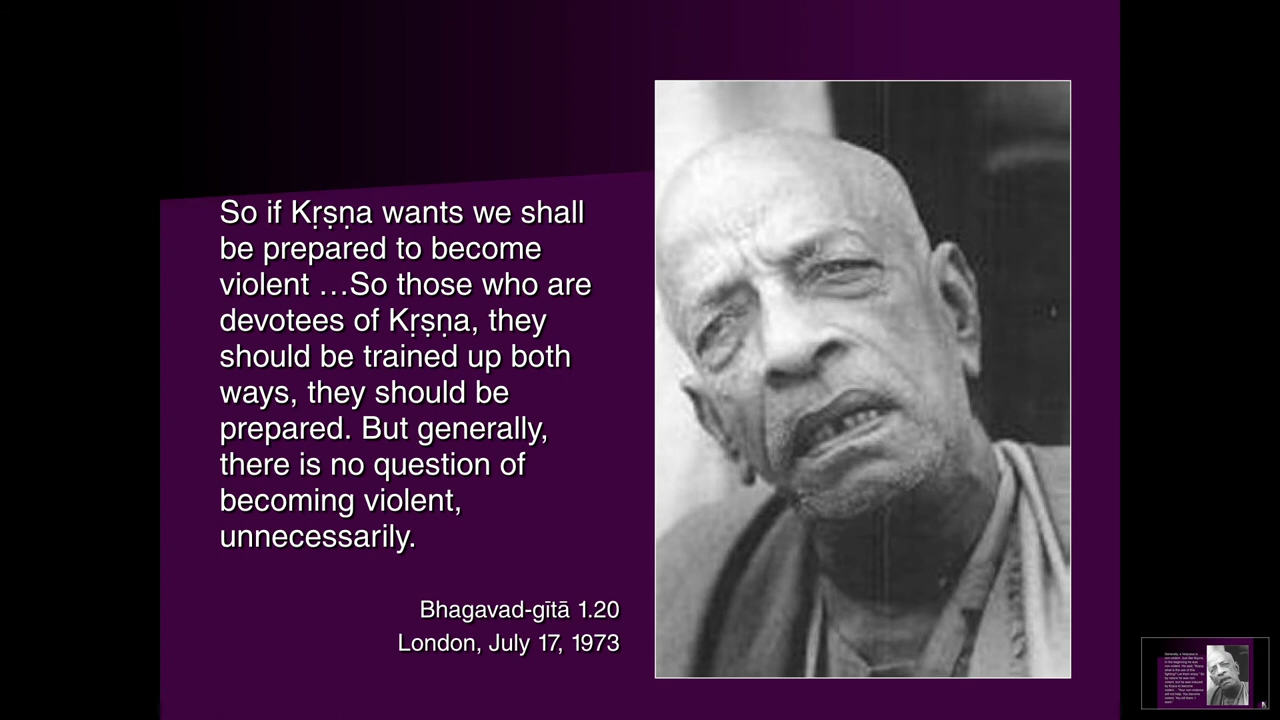 So if Kṛṣṇa wants we shall
be prepared to become
violent …So those who are
devotees of Kṛṣṇa, they
should be trained up both
ways, they should be
prepared. But generally,
there is no question of
becoming violent,
unnecessarily.
Bhagavad-gītā 1.20
London, July 17, 1973